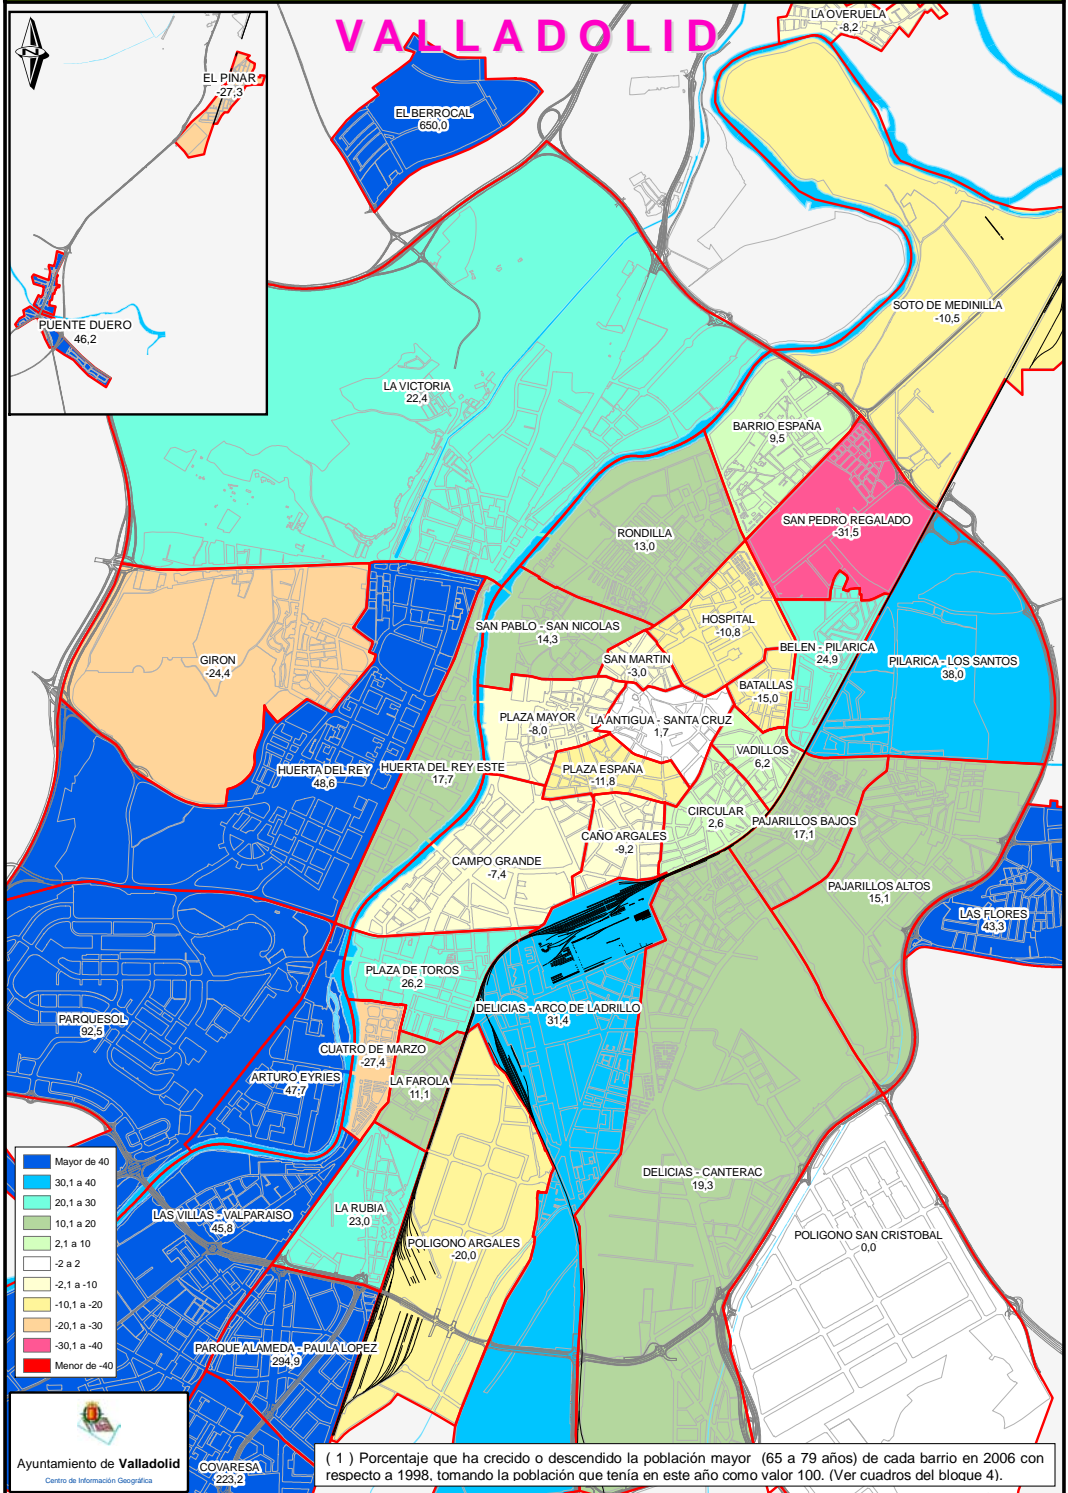 VALLADOLID
LA OVERUELA
-8,2
EL PINAR
-27,3
N
EL BERROCAL
650,0
SOTO DE MEDINILLA
-10,5
PUENTE DUERO
46,2
LA VICTORIA
22,4
BARRIO ESPAÑA
9,5
SAN PEDRO REGALADO
-31,5
RONDILLA
13,0
HOSPITAL
-10,8
SAN PABLO - SAN NICOLAS
14,3
BELEN - PILARICA
24,9
SAN MARTIN
-3,0
GIRON
-24,4
PILARICA - LOS SANTOS
38,0
BATALLAS
-15,0
PLAZA MAYOR
-8,0
LA ANTIGUA - SANTA CRUZ
1,7
VADILLOS
6,2
HUERTA DEL REY
48,6
HUERTA DEL REY ESTE
17,7
PLAZA ESPAÑA
-11,8
CIRCULAR
2,6
PAJARILLOS BAJOS
17,1
CAÑO ARGALES
-9,2
CAMPO GRANDE
-7,4
PAJARILLOS ALTOS
15,1
LAS FLORES
43,3
PLAZA DE TOROS
26,2
DELICIAS - ARCO DE LADRILLO
31,4
PARQUESOL
92,5
CUATRO DE MARZO
-27,4
ARTURO EYRIES
47,7
LA FAROLA
11,1
DELICIAS - CANTERAC
19,3
LAS VILLAS - VALPARAISO
45,8
LA RUBIA
23,0
POLIGONO ARGALES
-20,0
POLIGONO SAN CRISTOBAL
0,0
PARQUE ALAMEDA - PAULA LOPEZ
294,9
COVARESA
223,2
Mayor de 40
30,1 a 40
20,1 a 30
10,1 a 20
2,1 a 10
-2 a 2
-2,1 a -10
-10,1 a -20
-20,1 a -30
-30,1 a -40
Menor de -40
Ayuntamiento de Valladolid
Centro de Información Geográfica
( 1 ) Porcentaje que ha crecido o descendido la población mayor (65 a 79 años) de cada barrio en 2006 con
respecto a 1998, tomando la población que tenía en este año como valor 100. (Ver cuadros del bloque 4).